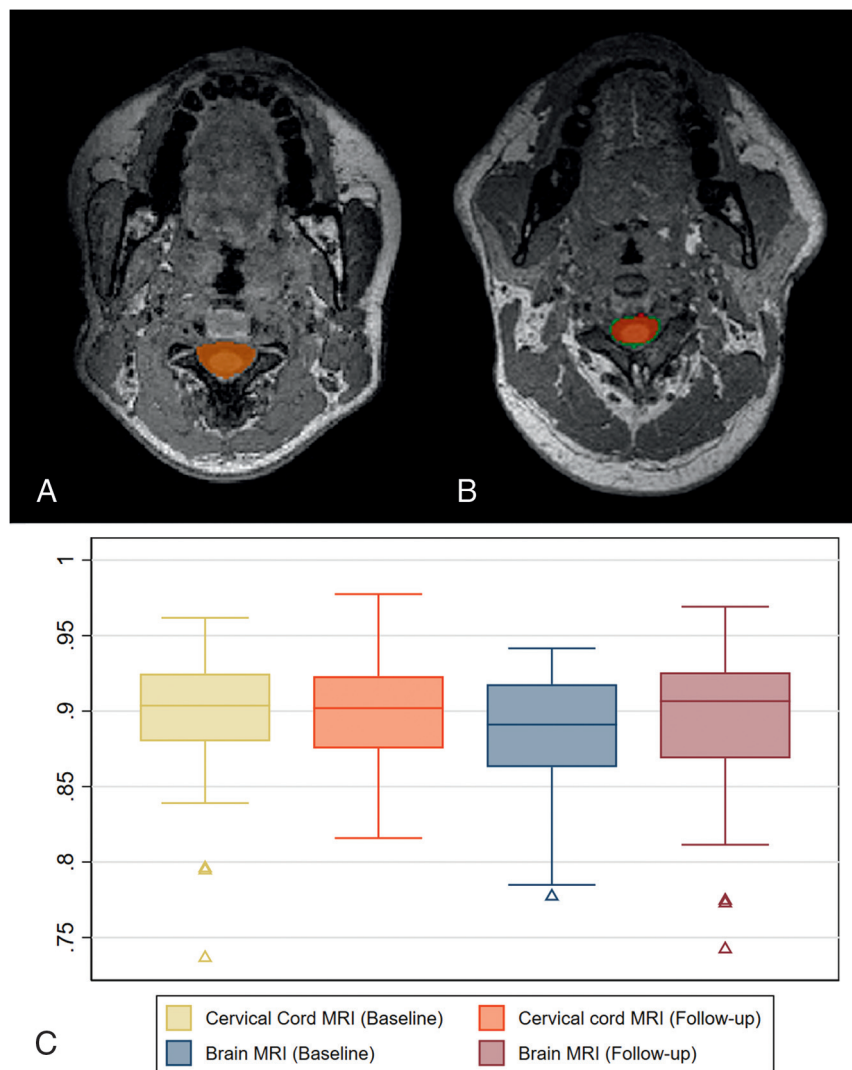 A
B
1
.95
.9
.85
.8
.75
C
Cervical Cord MRI (Baseline)
Cervical cord MRI (Follow-up)
Brain MRI (Baseline)
Brain MRI (Follow-up)